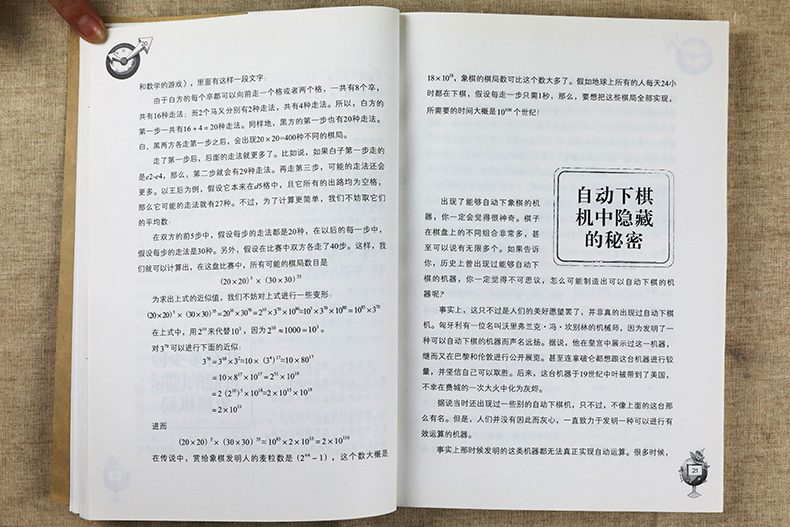 20
和数学的游戏》，里面有这样一段文字：
由于白方的每个卒都可以向前走一个格或者两个格，一共有8个卒，
共有16种走法；而2个马又分别有2种走法，共有4种走法。所以，白方的
第一步一共有16+4=20种走法。同样地，黑方的第一步也有20种走法。
白、黑两方各走第一步之后，会出现20×20=400种不同的棋局。
走了第一步后，后面的走法就更多了。比如说，如果白子第一步走的
是e2-e4，那么，第二步就会有29种走法。再走第三步，可能的走法还会
更多。以王后为例，假设它本来在d5格中，且它所有的出路均为空格，
那么它可能的走法就有27种。不过，为了计算更简单，我们不妨取它们
的平均数：
在双方的前5步中，假设每步的走法都是20种，在以后的每一步中，
假设每步的走法是30种。另外，假设在比赛中双方各走了40步。这样，我
们就可以计算出，在这盘比赛中，所有可能的棋局数目是
(20×20)⁵×(30×30)³⁵
为求出上式的近似值，我们不妨对上式进行一些变形：
(20×20)⁵×(30×30)³⁵=20¹⁰×30⁷⁰=2¹⁰×3⁷⁰×10⁸⁰≈10³×3⁷⁰×10⁸⁰=10⁸³×3⁷⁰
在上式中，用2¹⁰来代替10³，因为2¹⁰≈1000=10³。
对3⁷⁰可以进行下面的近似：
3⁷⁰=3⁶⁸×3²≈10×(3⁴)¹⁷≈10×80¹⁷
=10×8¹⁷×10¹⁷=2⁵¹×10¹⁸
=2(2¹⁰)⁵×10¹⁸≈2×10¹⁵×10¹⁸
=2×10³³
进而
(20×20)⁵×(30×30)³⁵≈10⁸³×2×10³³=2×10¹¹⁶
在传说中，赏给象棋发明人的麦粒数是(2⁶⁴−1)，这个数大概是
18×10¹⁸，象棋的棋局数可比这个数大多了。假如地球上所有的人每天24小
时都在下棋，假设每走一步只需1秒，那么，要想把这些棋局全部实现，
所需要的时间大概是10¹⁰⁰个世纪！
自动下棋
机中隐藏
的秘密
出现了能够自动下象棋的机
器，你一定会觉得很神奇。棋子
在棋盘上的不同组合非常多，甚
至可以说有无限多个。如果告诉
你，历史上曾出现过能够自动下
棋的机器，你一定觉得不可思议，怎么可能制造出可以自动下棋的机
器呢？
事实上，这只不过是人们的美好愿望罢了，并非真的出现过自动下棋
机。匈牙利有一位名叫沃里弗兰克·冯·坎别林的机械师，因为发明了一
种可以自动下棋的机器而声名远扬。据说，他在皇宫中展示过这一机器，
继而又在巴黎和伦敦进行公开展览。甚至连拿破仑都想跟这台机器进行较
量，并坚信自己可以取胜。后来，这台机器于19世纪中叶被带到了美国，
不幸在费城的一次大火中化为灰烬。
据说当时还出现过一些别的自动下棋机，只不过，不像上面的这台那
么有名。但是，人们并没有因此而灰心，一直致力于发明一种可以进行有
效运算的机器。
事实上那时候发明的这类机器都无法真正实现自动运算。很多时候，
21